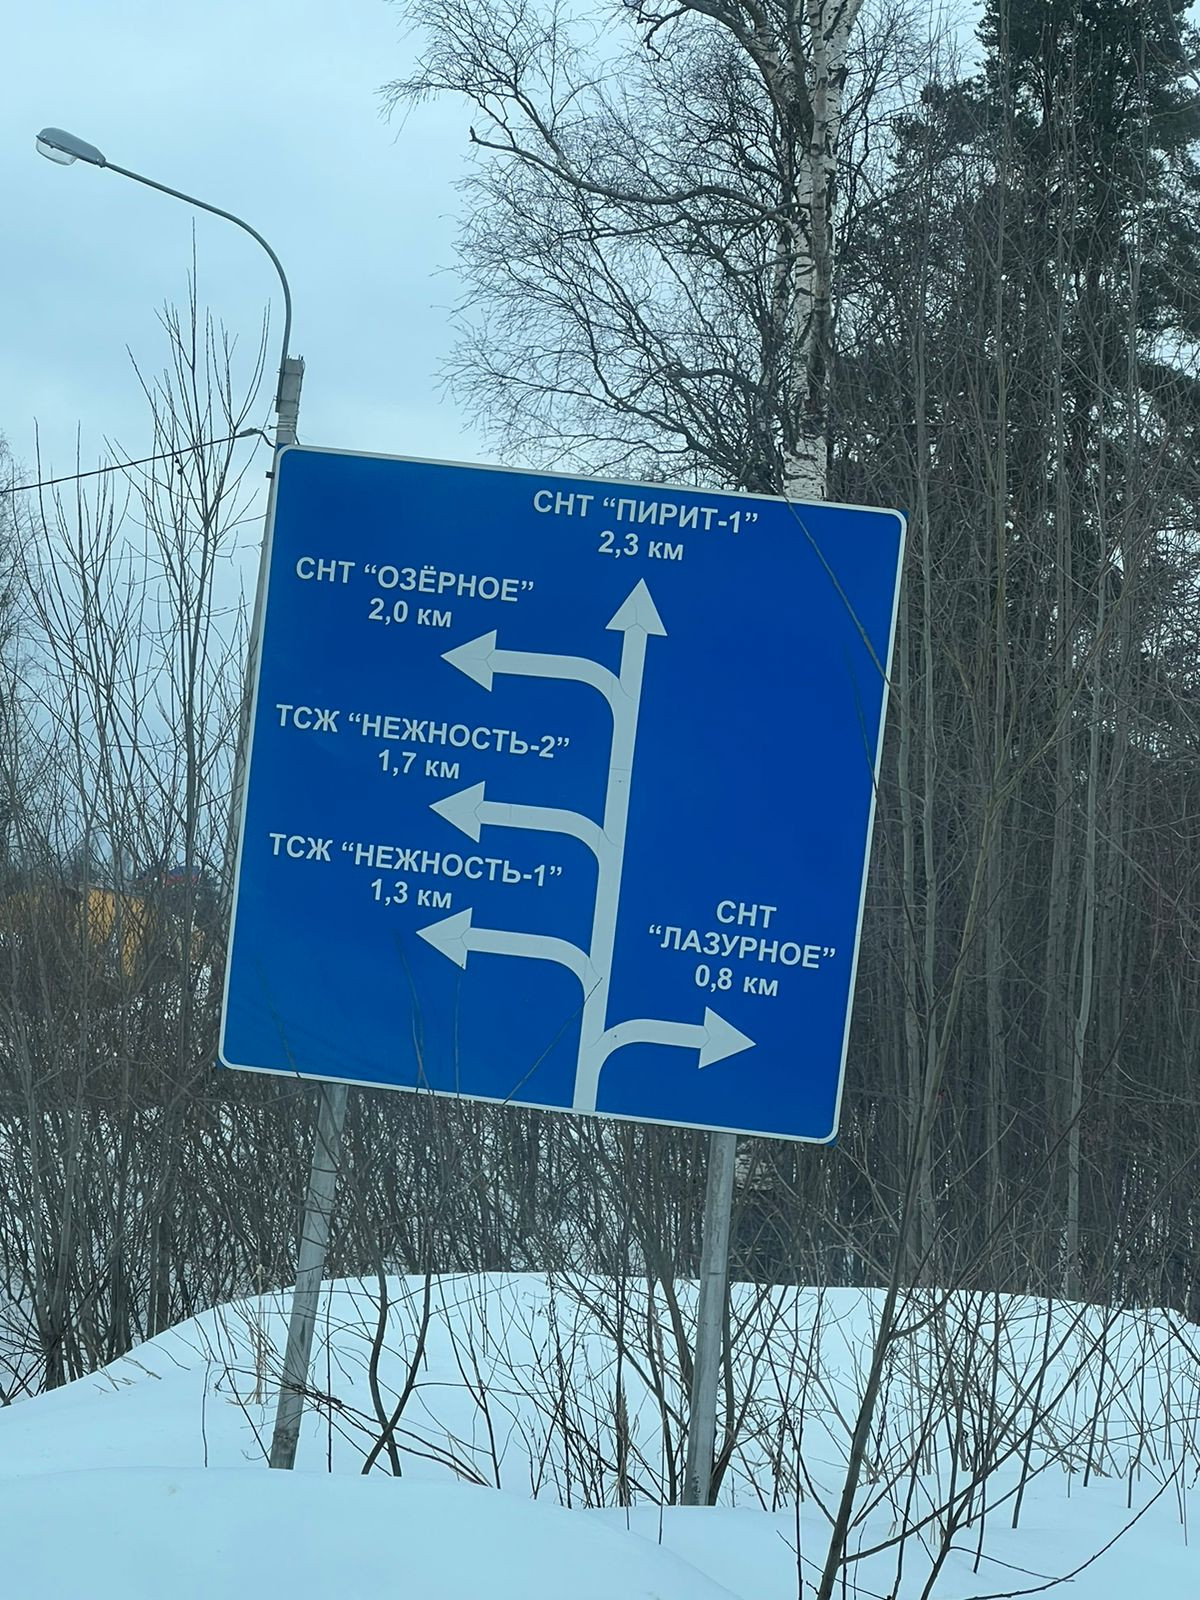 СНТ “ПИРИТ-1”
2,3 км
СНТ “ОЗЁРНОЕ”
2,0 км
ТСЖ “НЕЖНОСТЬ-2”
1,7 км
ТСЖ “НЕЖНОСТЬ-1”
1,3 км
СНТ
“ЛАЗУРНОЕ”
0,8 км